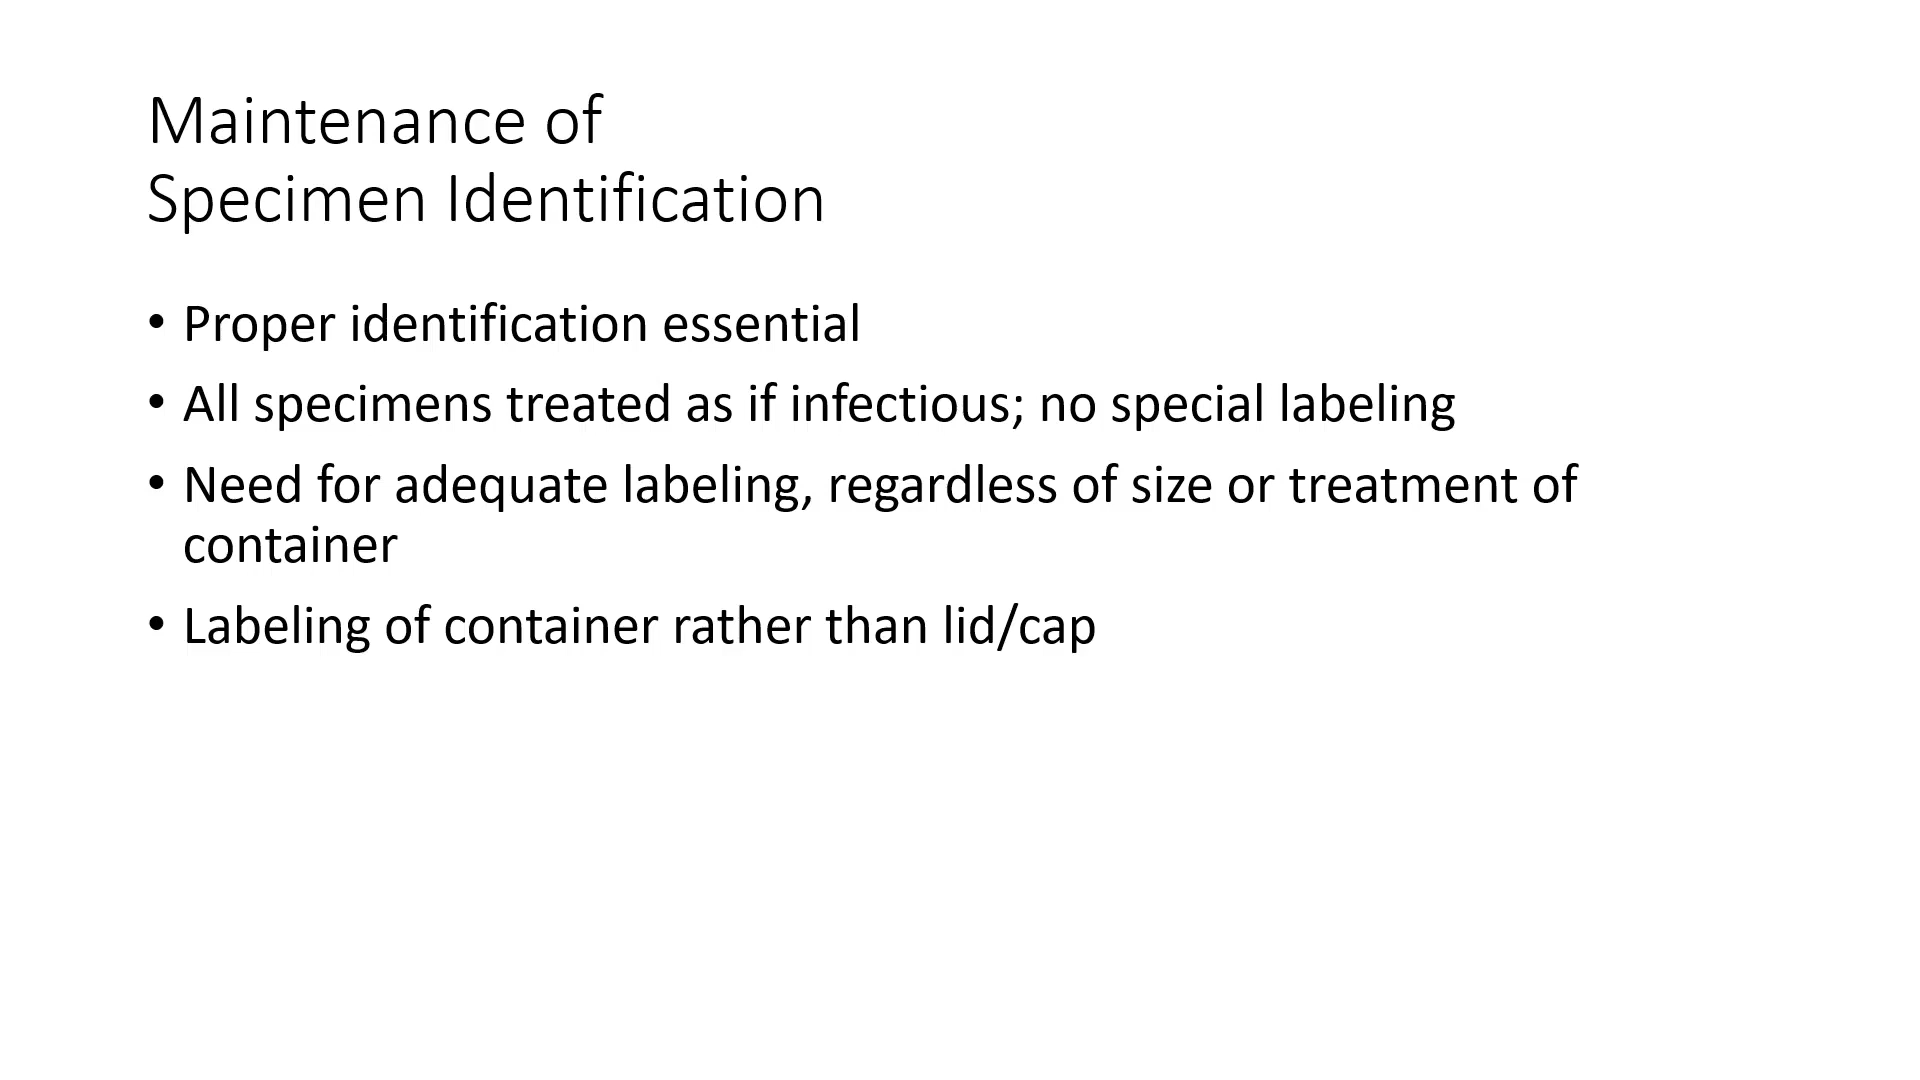 Maintenance of
Specimen Identification
• Proper identification essential
• All specimens treated as if infectious; no special labeling
• Need for adequate labeling, regardless of size or treatment of
container
• Labeling of container rather than lid/cap